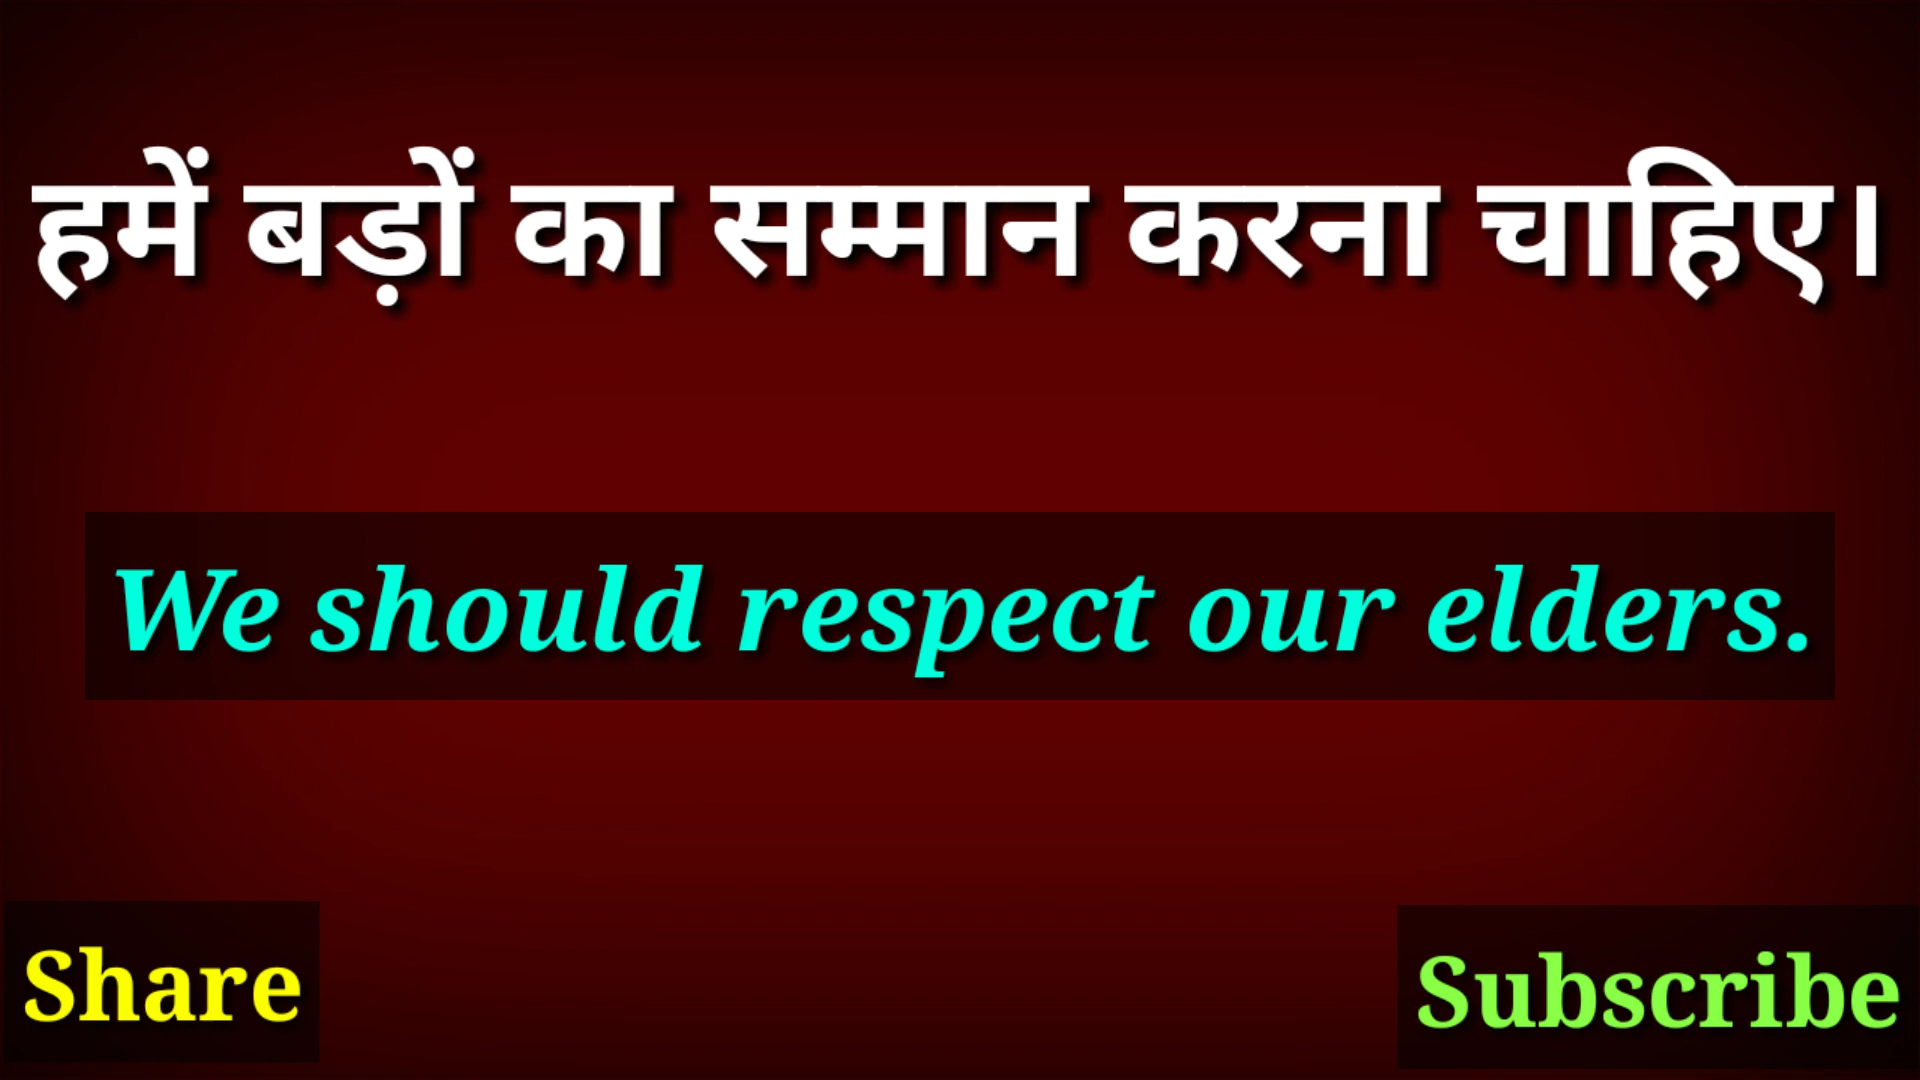 हमें बड़ों का सम्मान करना चाहिए।
We should respect our elders.
Share
Subscribe